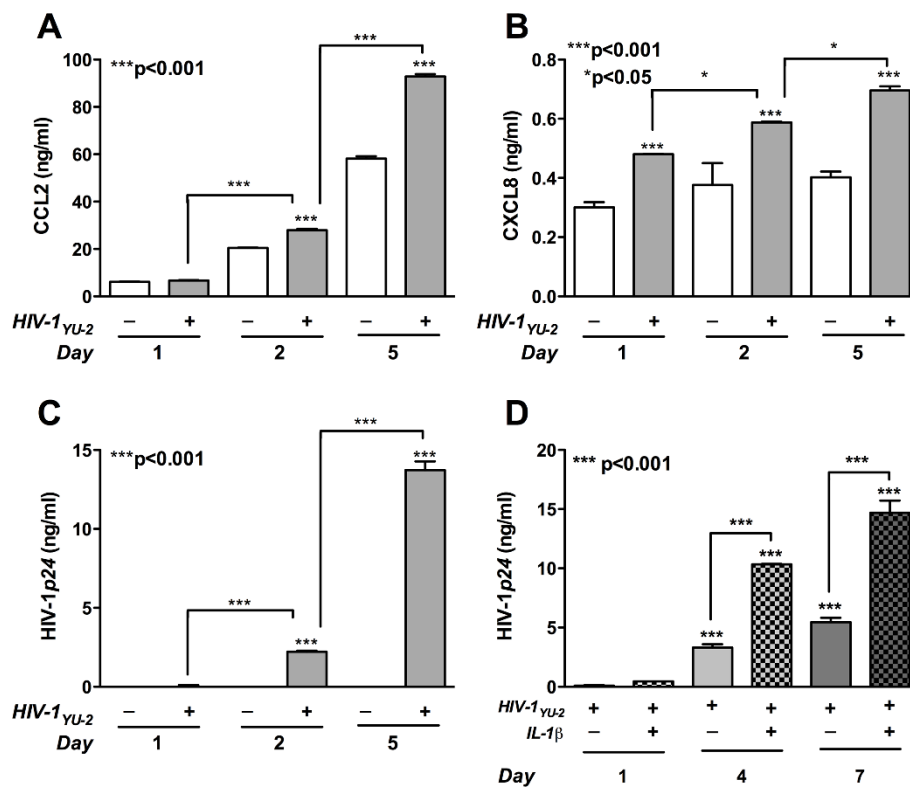 A
***p<0.001
***
***
***
***
CCL2 (ng/ml)
100
80
60
40
20
0
HIV-1YU-2 – + – + – +
Day 1 2 5
B
***p<0.001
*p<0.05
*
*
***
***
***
CXCL8 (ng/ml)
0.8
0.6
0.4
0.2
0.0
HIV-1YU-2 – + – + – +
Day 1 2 5
C
***p<0.001
***
***
***
***
HIV-1p24 (ng/ml)
15
10
5
0
HIV-1YU-2 – + – + – +
Day 1 2 5
D
*** p<0.001
***
***
***
***
***
***
HIV-1p24 (ng/ml)
20
15
10
5
0
HIV-1YU-2 + + + + + +
IL-1β – + – + – +
Day 1 4 7